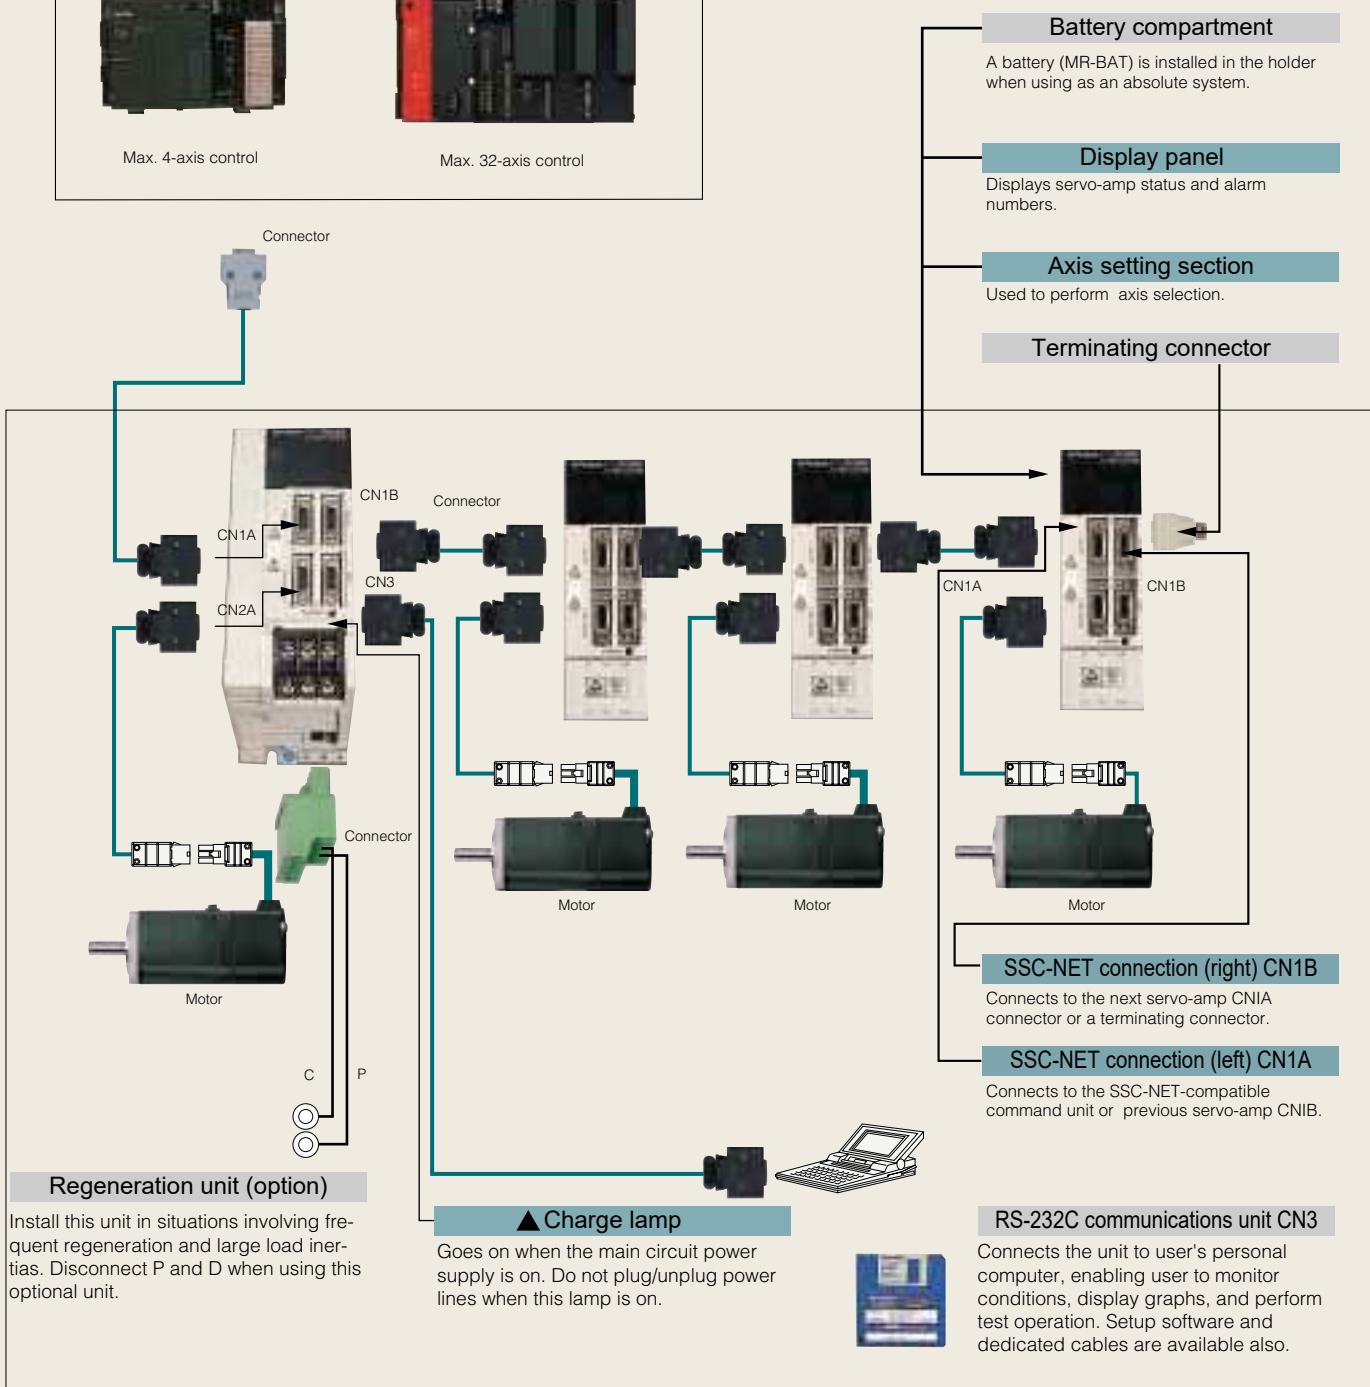 Max. 4-axis control
Max. 32-axis control
Battery compartment
A battery (MR-BAT) is installed in the holder
when using as an absolute system.
Display panel
Displays servo-amp status and alarm
numbers.
Axis setting section
Used to perform axis selection.
Terminating connector
Connector
CN1B
Connector
CN1A
CN3
CN2A
CN1A
CN1B
Connector
Motor
Motor
Motor
Motor
SSC-NET connection (right) CN1B
Connects to the next servo-amp CNIA
connector or a terminating connector.
SSC-NET connection (left) CN1A
Connects to the SSC-NET-compatible
command unit or previous servo-amp CNIB.
C
P
Regeneration unit (option)
Install this unit in situations involving fre-
quent regeneration and large load iner-
tias. Disconnect P and D when using this
optional unit.
▲Charge lamp
Goes on when the main circuit power
supply is on. Do not plug/unplug power
lines when this lamp is on.
RS-232C communications unit CN3
Connects the unit to user's personal
computer, enabling user to monitor
conditions, display graphs, and perform
test operation. Setup software and
dedicated cables are available also.